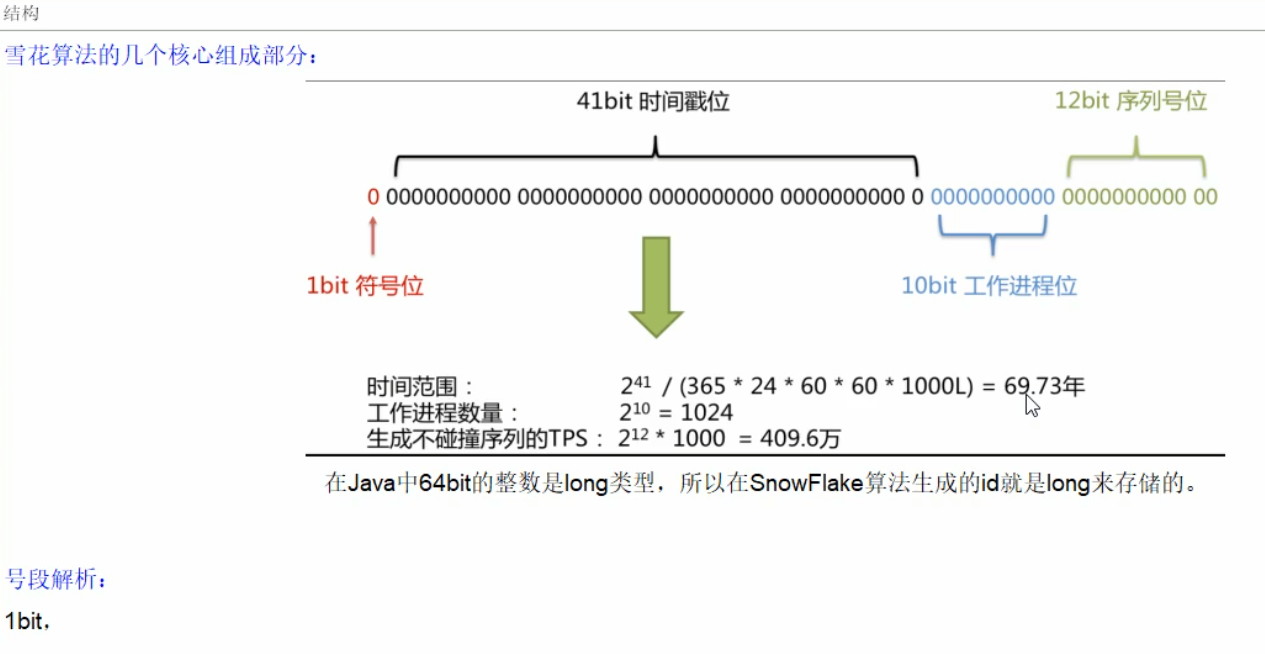 结构
雪花算法的几个核心组成部分：
41bit 时间戳位
12bit 序列号位
0 0000000000 0000000000 0000000000 0000000000 0 0000000000 0000000000 00
1bit 符号位
10bit 工作进程位
时间范围： 2⁴¹ / (365 * 24 * 60 * 60 * 1000L) = 69.73年
工作进程数量： 2¹⁰ = 1024
生成不碰撞序列的TPS： 2¹² * 1000 = 409.6万
在Java中64bit的整数是long类型，所以在SnowFlake算法生成的id就是long来存储的。
号段解析：
1bit，